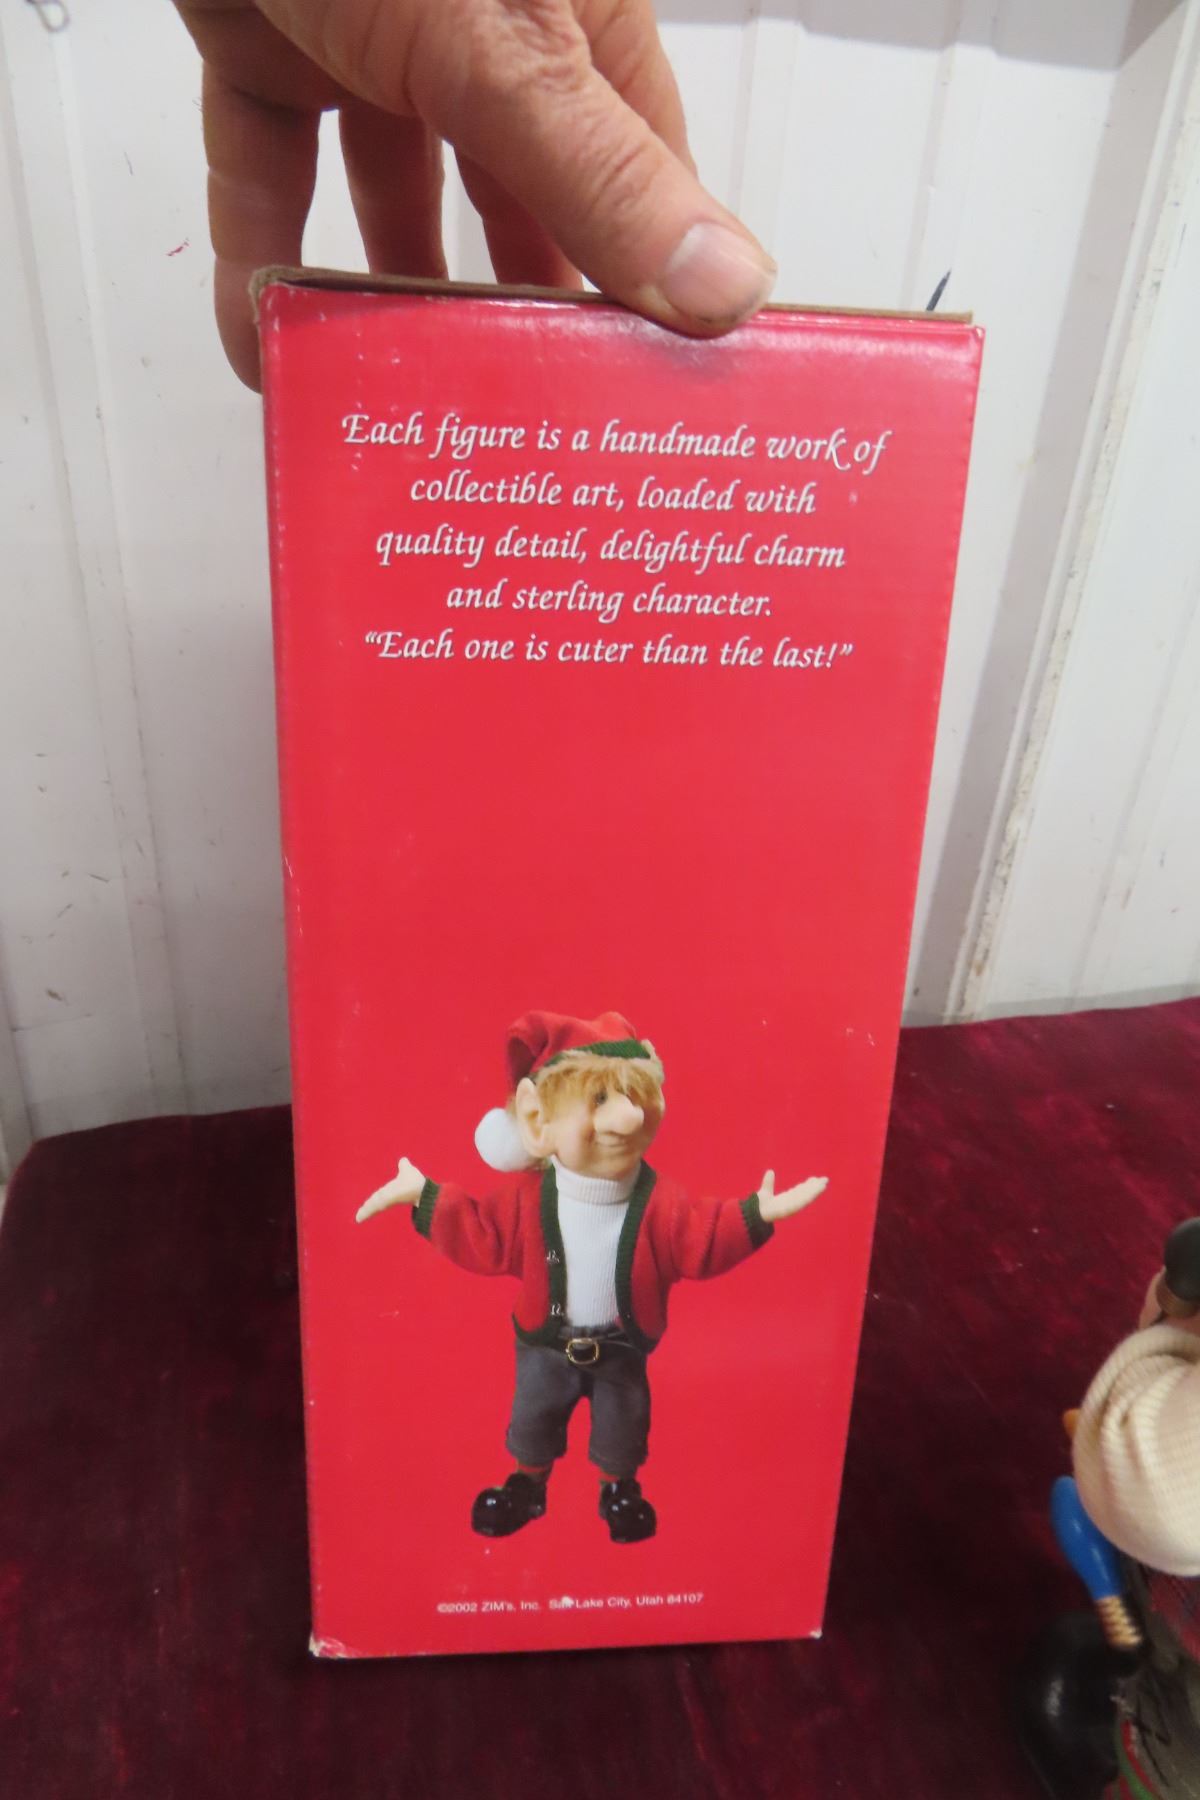 Each figure is a handmade work of
collectible art, loaded with
quality detail, delightful charm
and sterling character.
“Each one is cuter than the last!”
©2002 ZIM's, Inc. Salt Lake City, Utah 84107